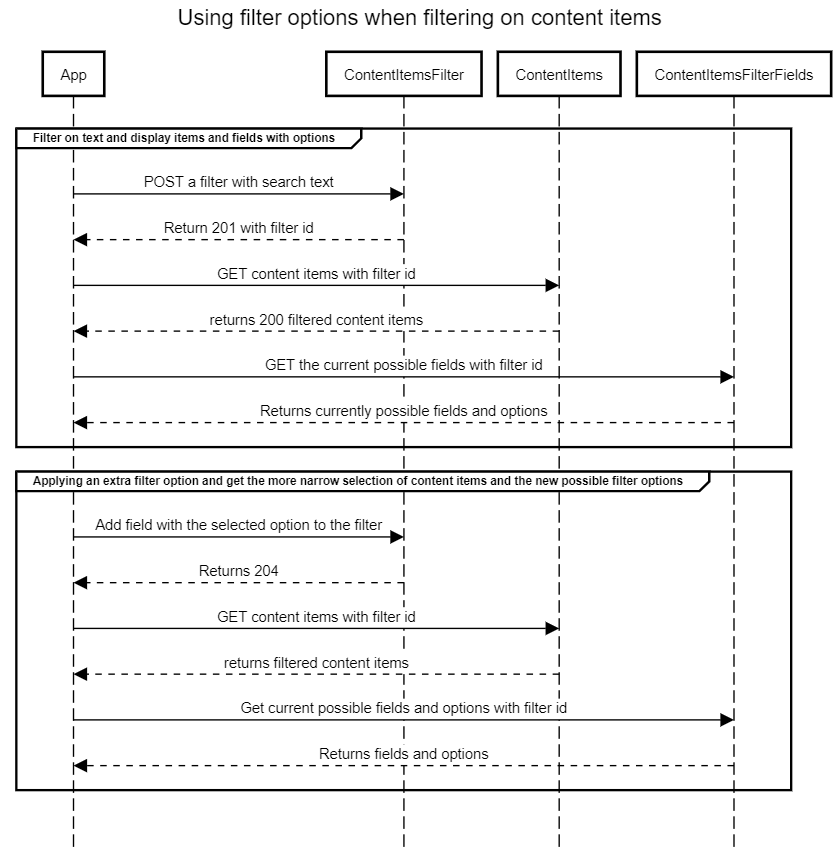 Using filter options when filtering on content items
App
ContentItemsFilter
ContentItems
ContentItemsFilterFields
Filter on text and display items and fields with options
POST a filter with search text
Return 201 with filter id
GET content items with filter id
returns 200 filtered content items
GET the current possible fields with filter id
Returns currently possible fields and options
Applying an extra filter option and get the more narrow selection of content items and the new possible filter options
Add field with the selected option to the filter
Returns 204
GET content items with filter id
returns filtered content items
Get current possible fields and options with filter id
Returns fields and options